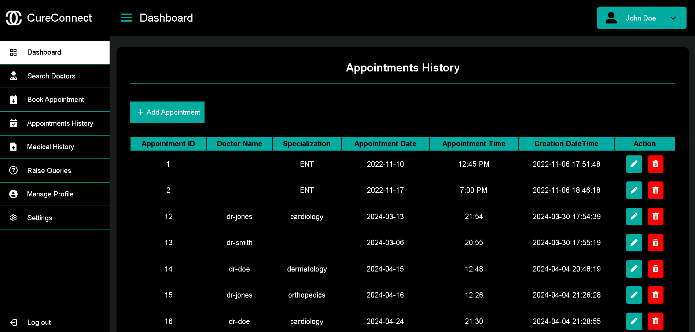 CureConnect
Dashboard
John Doe
Dashboard
Search Doctors
Book Appointment
Appointments History
Medical History
Raise Queries
Manage Profile
Settings
Log out
Appointments History
+ Add Appointment
Appointment ID Doctor Name Specialization Appointment Date Appointment Time Creation DateTime Action
1 ENT 2022-11-10 12:45 PM 2022-11-06 17:51:48
2 ENT 2022-11-17 7:00 PM 2022-11-06 18:46:18
12 dr-jones cardiology 2024-03-13 21:54 2024-03-30 17:54:39
13 dr-smith 2024-03-06 20:55 2024-03-30 17:55:19
14 dr-doe dermatology 2024-04-15 12:48 2024-04-04 20:48:19
15 dr-jones orthopedics 2024-04-16 12:26 2024-04-04 21:26:26
16 dr-doe cardiology 2024-04-24 21:30 2024-04-04 21:28:55